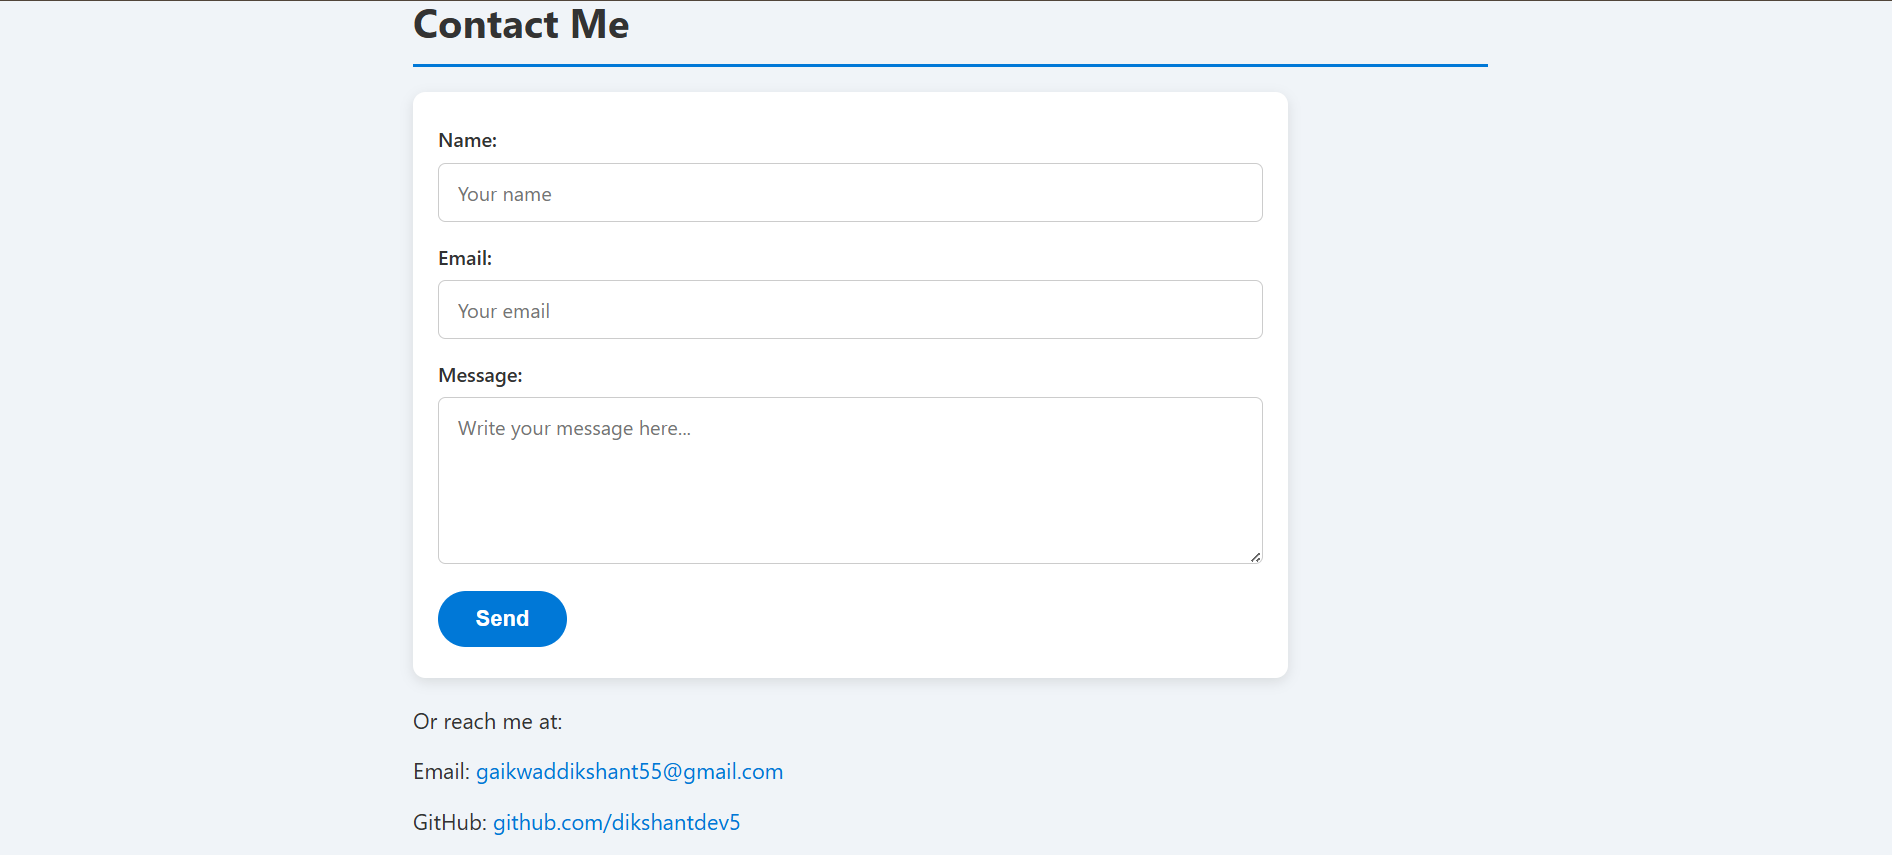 Contact Me
Name:
Your name
Email:
Your email
Message:
Write your message here...
Send
Or reach me at:
Email: gaikwaddikshant55@gmail.com
GitHub: github.com/dikshantdev5